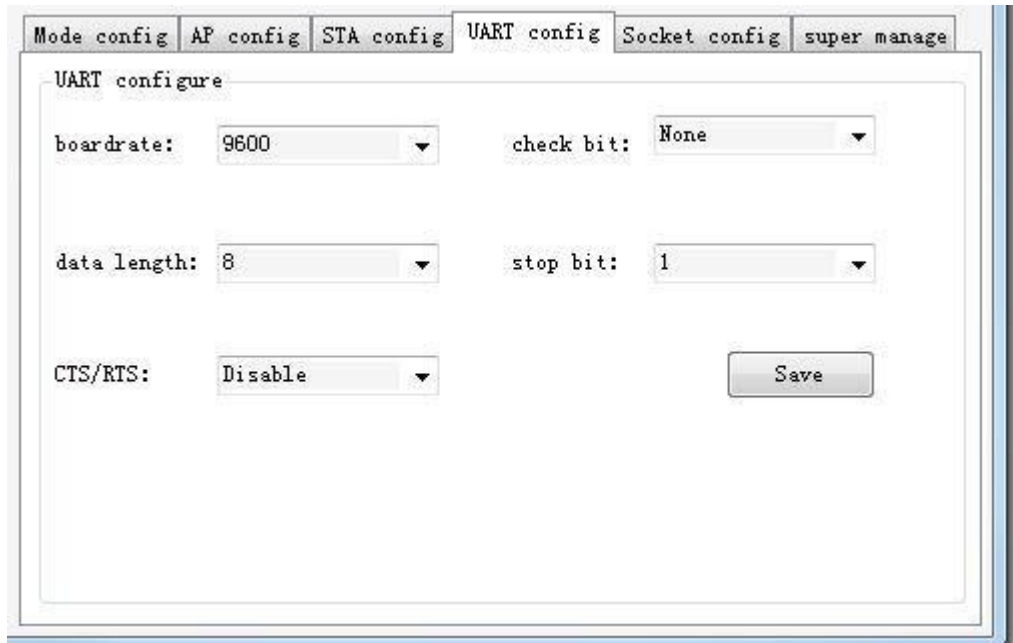 Mode config AP config STA config UART config Socket config super manage
UART configure
boardrate: 9600 check bit: None
data length: 8 stop bit: 1
CTS/RTS: Disable Save